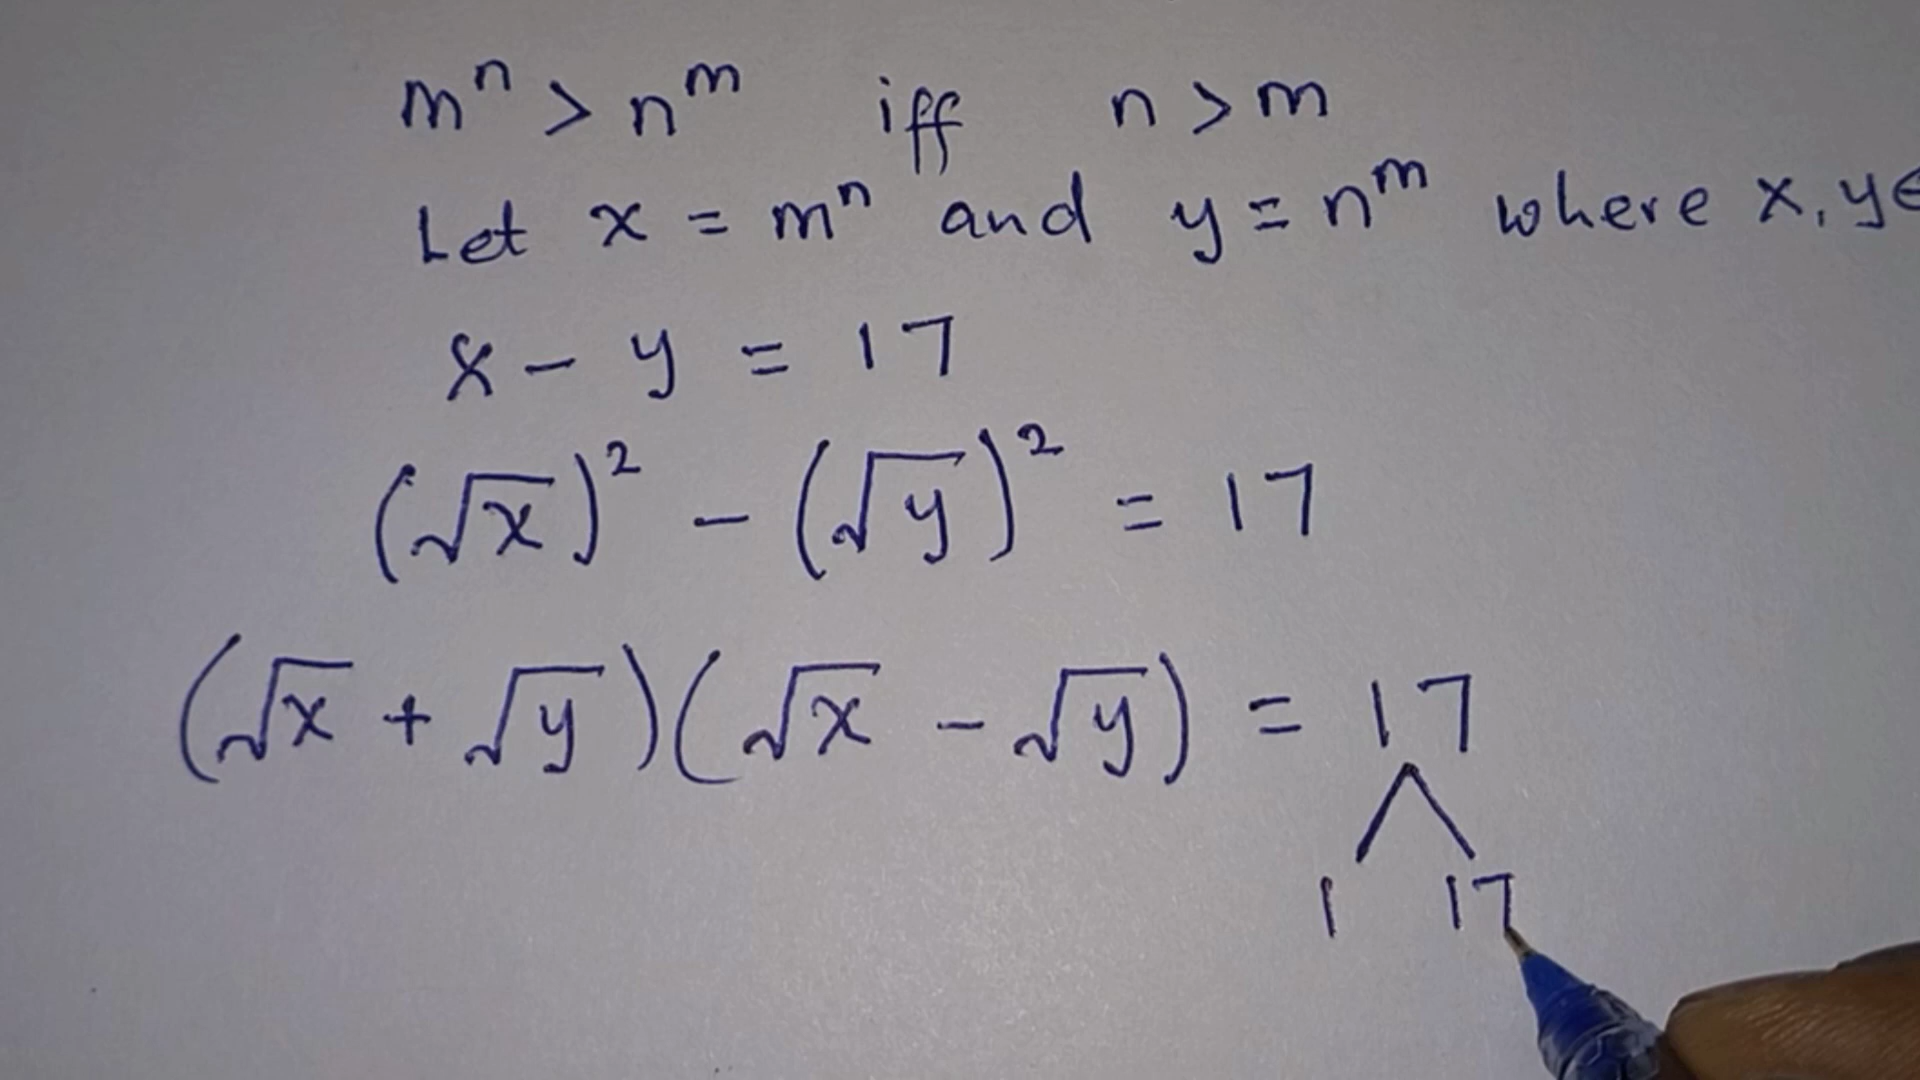 mⁿ > nᵐ iff n > m
Let x = mⁿ and y = nᵐ where x, y ∈
x - y = 17
(√x)² - (√y)² = 17
(√x + √y)(√x - √y) = 17
1 17